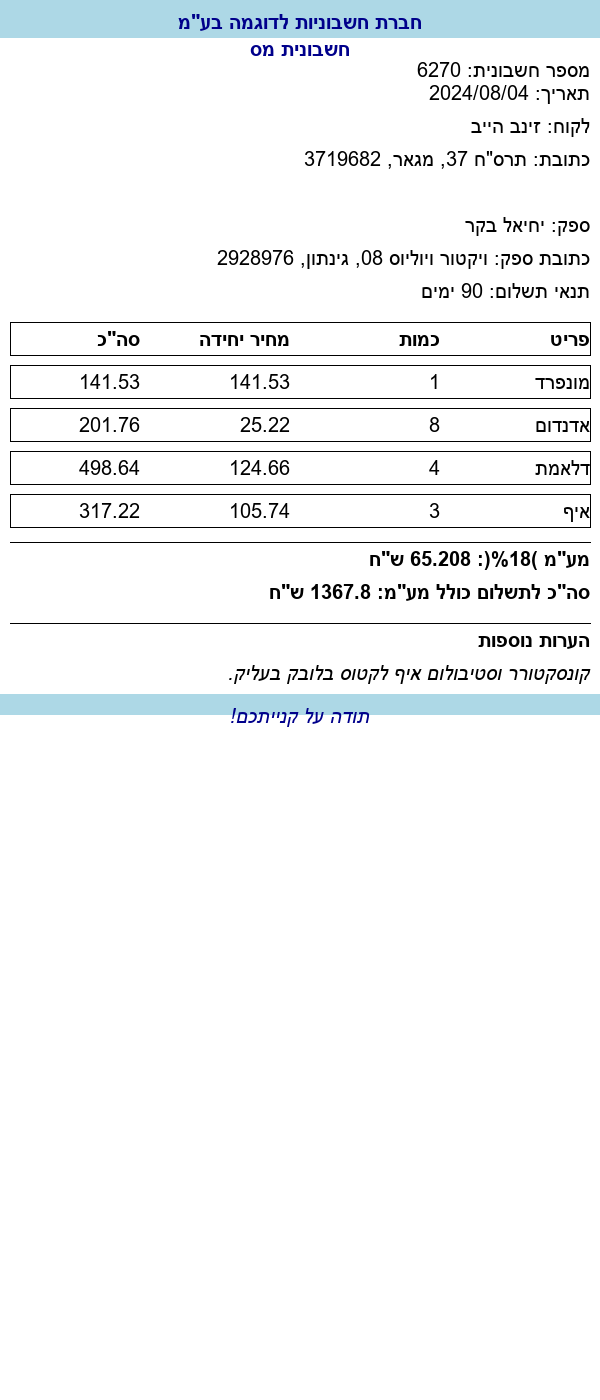 חברת חשבוניות לדוגמה בע"מ
חשבונית מס
מספר חשבונית: 6270
תאריך: 2024/08/04
לקוח: זינב הייב
כתובת: תרס"ח 37, מגאר, 3719682
ספק: יחיאל בקר
כתובת ספק: ויקטור ויוליוס 08, גינתון, 2928976
תנאי תשלום: 90 ימים
פריט כמות מחיר יחידה סה"כ
מונפרד 1 141.53 141.53
אדנדום 8 25.22 201.76
דלאמת 4 124.66 498.64
איף 3 105.74 317.22
מע"מ )18%(: 65.208 ש"ח
סה"כ לתשלום כולל מע"מ: 1367.8 ש"ח
הערות נוספות
קונסקטורר וסטיבולום איף לקטוס בלובק בעליק.
תודה על קנייתכם!